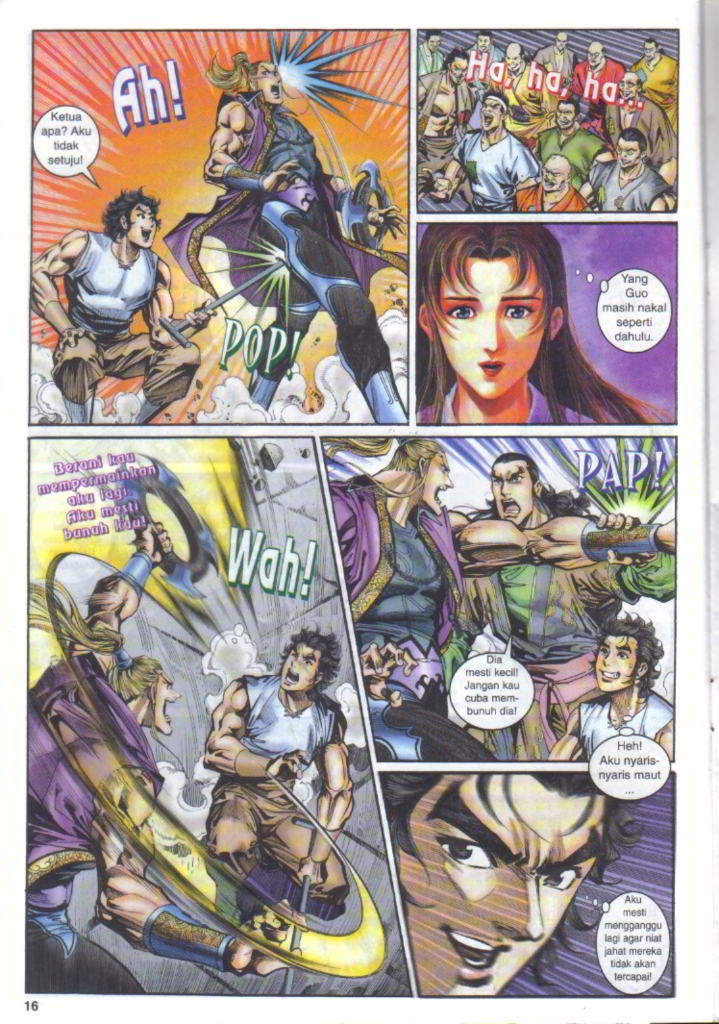 Ah!
Ketua
apa? Aku
tidak
setuju!
POP!
Ha, ha, ha...
Yang
Guo
masih nakal
seperti
dahulu.
Berani kau
mempermainkan
aku lagi.
Aku mesti
bunuh kau!
Wah!
PAP!
Dia
mesti kecil!
Jangan kau
cuba mem-
bunuh dia!
Heh!
Aku nyaris-
nyaris maut
...
Aku
mesti
mengganggu
lagi agar niat
jahat mereka
tidak akan
tercapai!
16